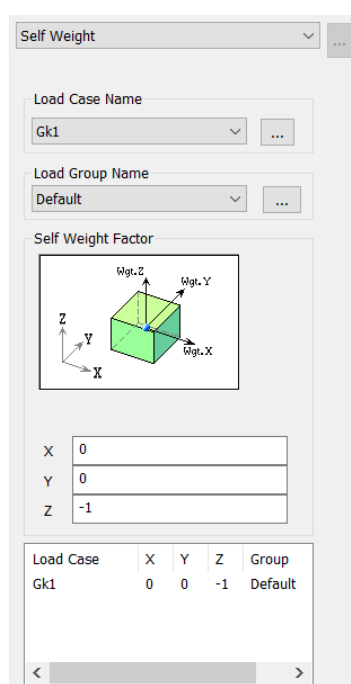 Self Weight
...
Load Case Name
Gk1
...
Load Group Name
Default
...
Self Weight Factor
Wgt.Z
Wgt.Y
Z
Y
Wgt.X
X
X 0
Y 0
Z -1
Load Case X Y Z Group
Gk1 0 0 -1 Default